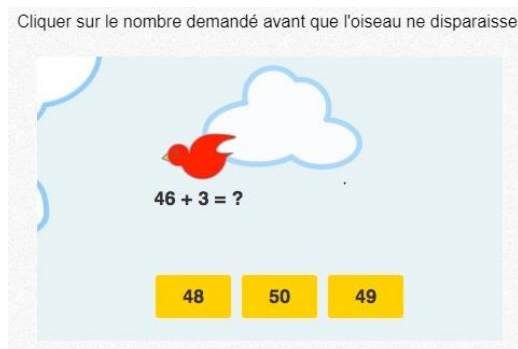 Cliquer sur le nombre demandé avant que l'oiseau ne disparaisse
46 + 3 = ?
48 50 49